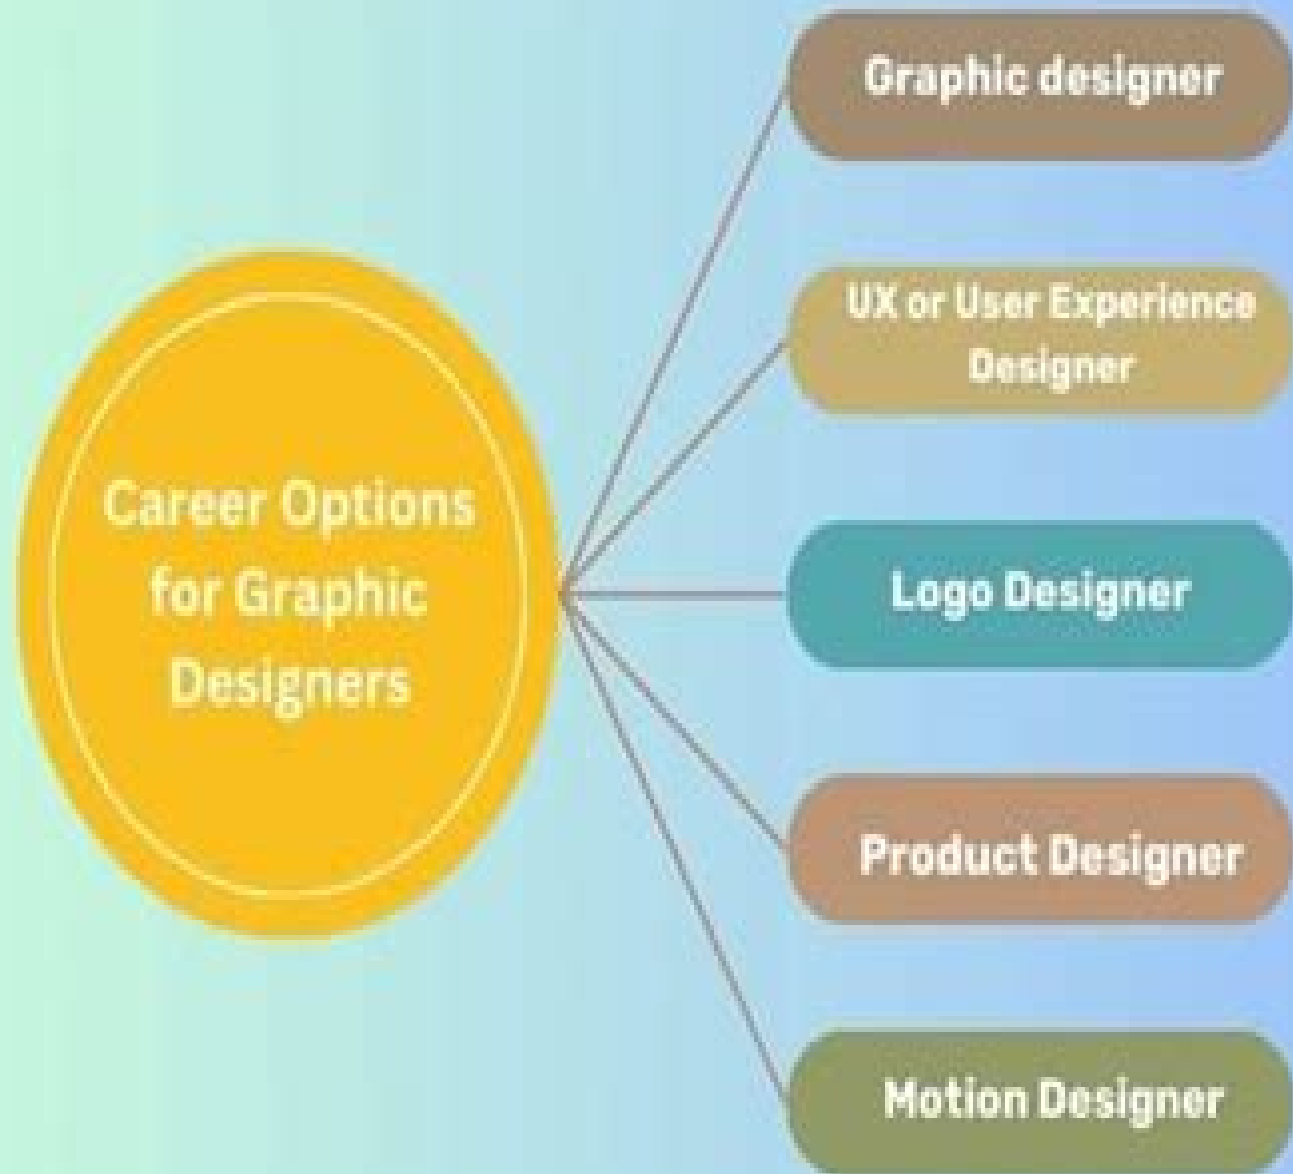 Career Options
for Graphic
Designers
Graphic designer
UX or User Experience
Designer
Logo Designer
Product Designer
Motion Designer